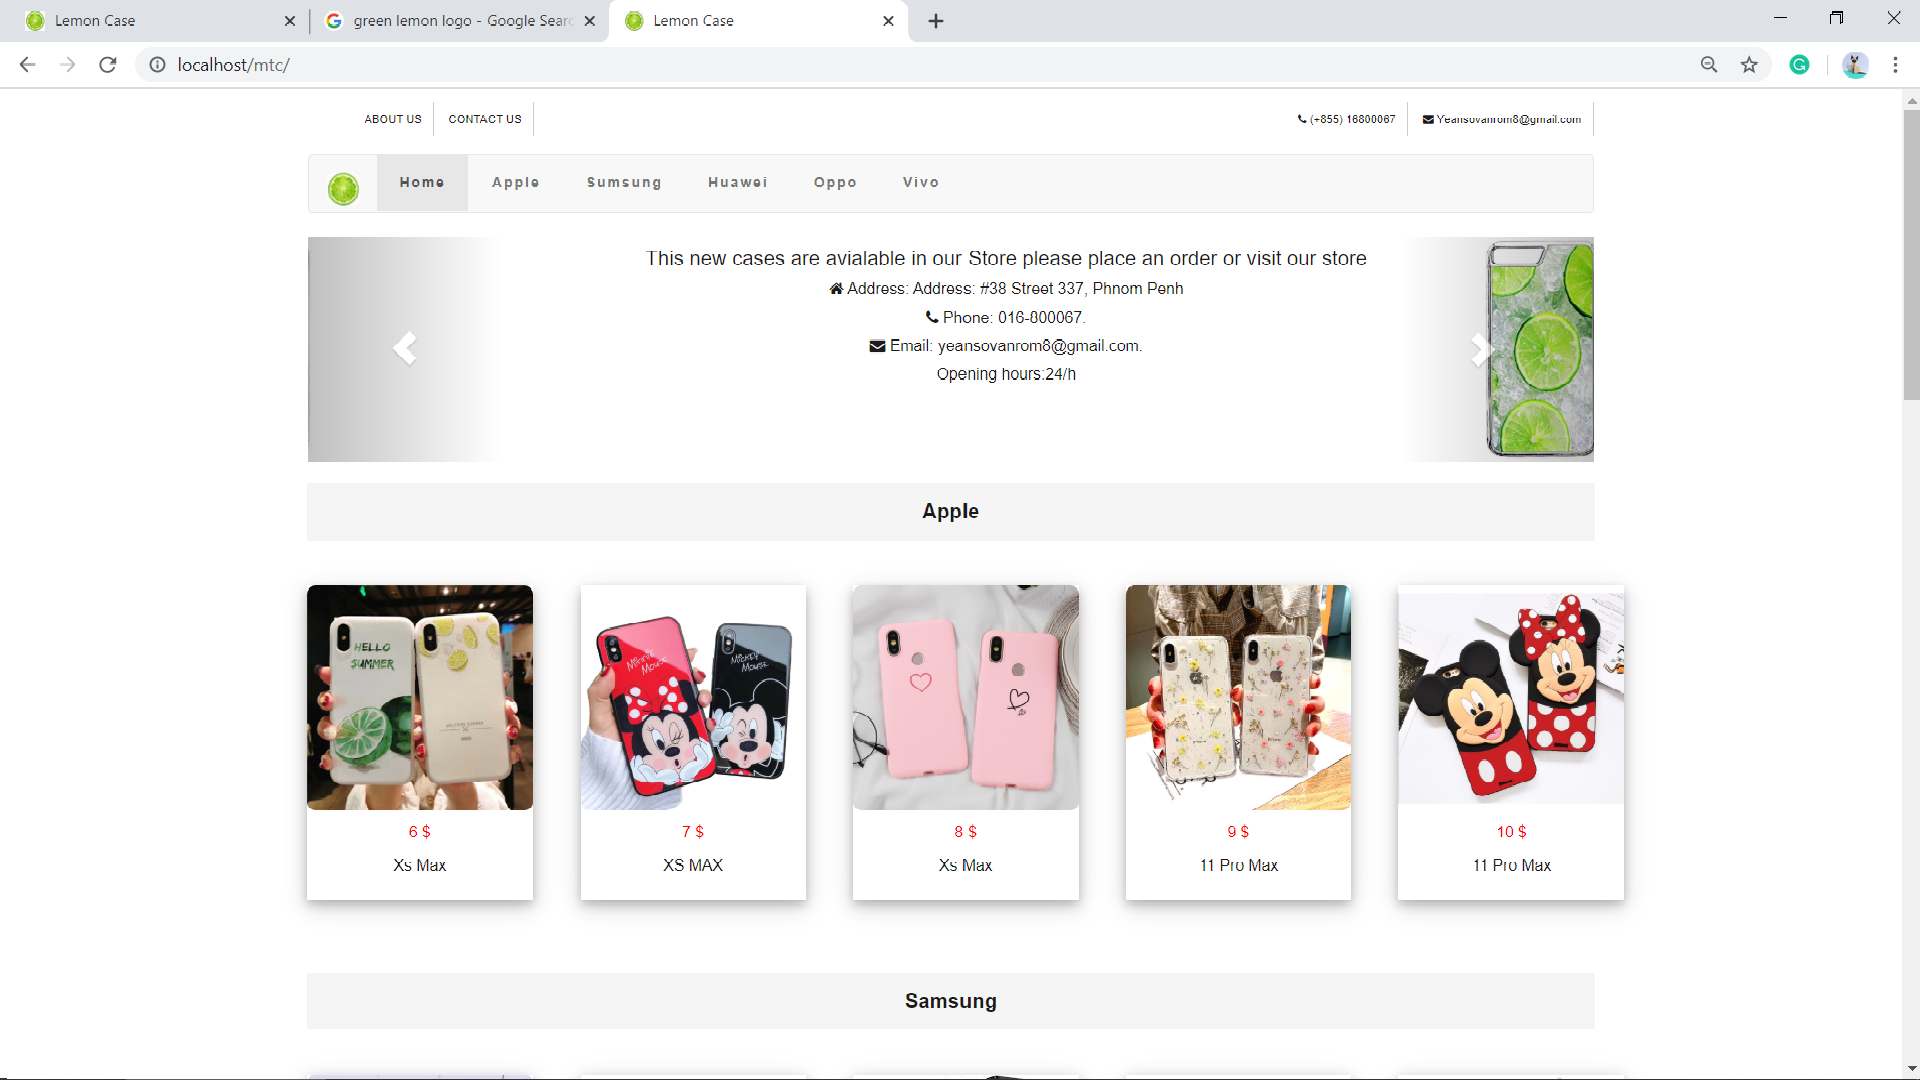 Lemon Case
green lemon logo - Google Searc
Lemon Case
localhost/mtc/
ABOUT US
CONTACT US
(+855) 16800067
Yeansovanrom8@gmail.com
Home
Apple
Sumsung
Huawei
Oppo
Vivo
This new cases are avialable in our Store please place an order or visit our store
Address: Address: #38 Street 337, Phnom Penh
Phone: 016-800067.
Email: yeansovanrom8@gmail.com.
Opening hours:24/h
Apple
HELLO
SUMMER
Minnie
Mouse
Mickey
Mouse
6 $
7 $
8 $
9 $
10 $
Xs Max
XS MAX
Xs Max
11 Pro Max
11 Pro Max
Samsung